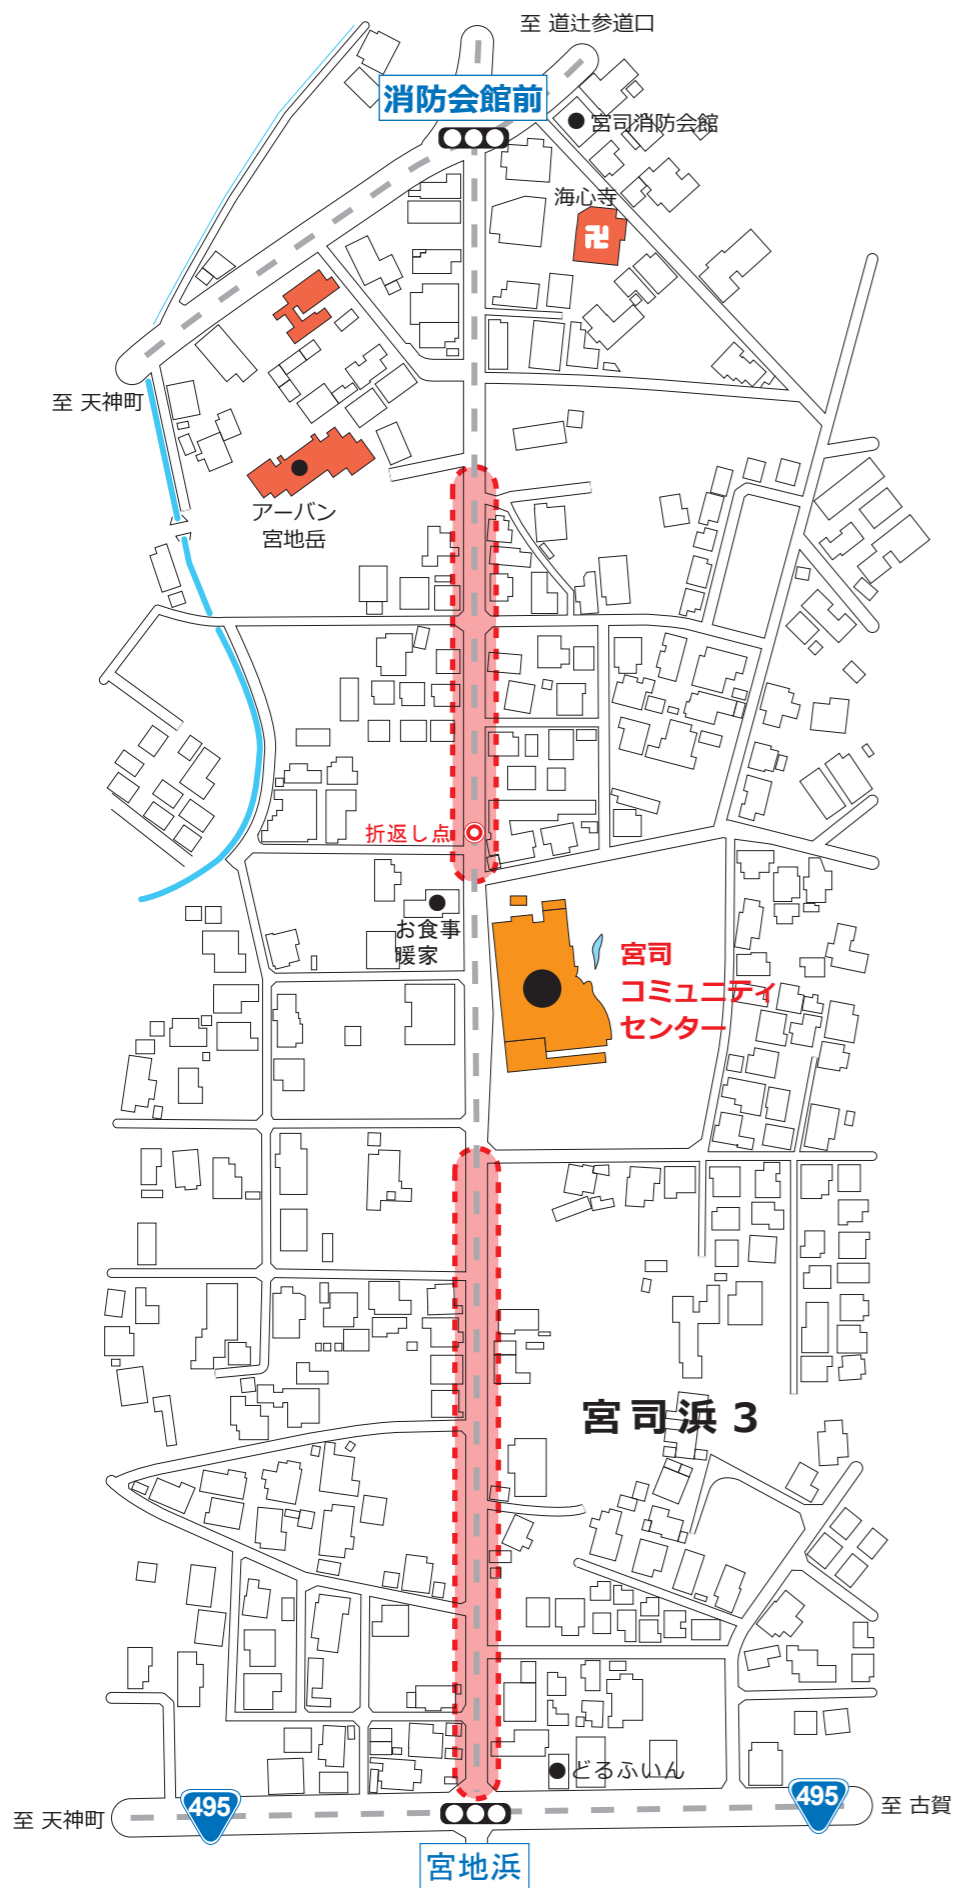 至 道辻参道口
消防会館前
宮司消防会館
海心寺
至 天神町
アーバン
宮地岳
折返し点
お食事
暖家
宮司
コミュニティ
センター
宮司浜 3
どるふいん
495
495
至 天神町
至 古賀
宮地浜